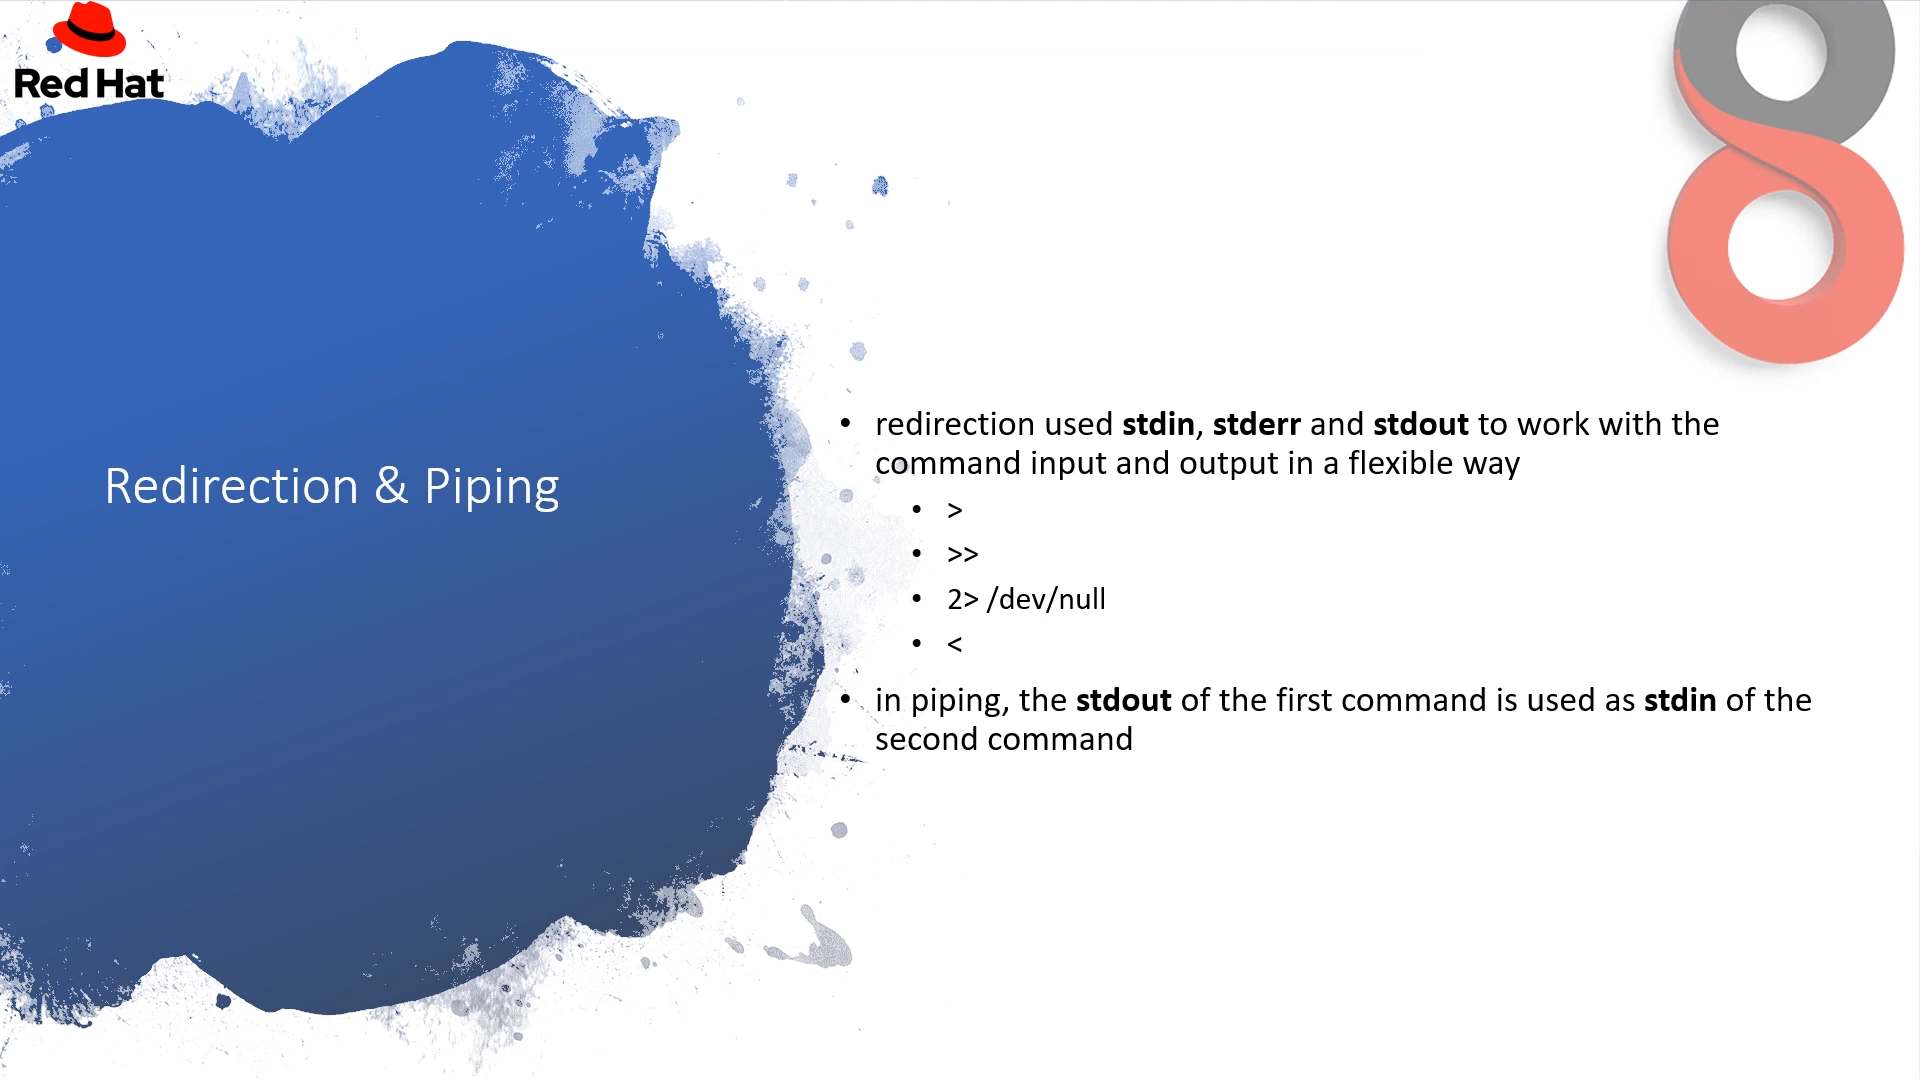 Red Hat
8
Redirection & Piping
• redirection used stdin, stderr and stdout to work with the
command input and output in a flexible way
• >
• >>
• 2> /dev/null
• <
• in piping, the stdout of the first command is used as stdin of the
second command